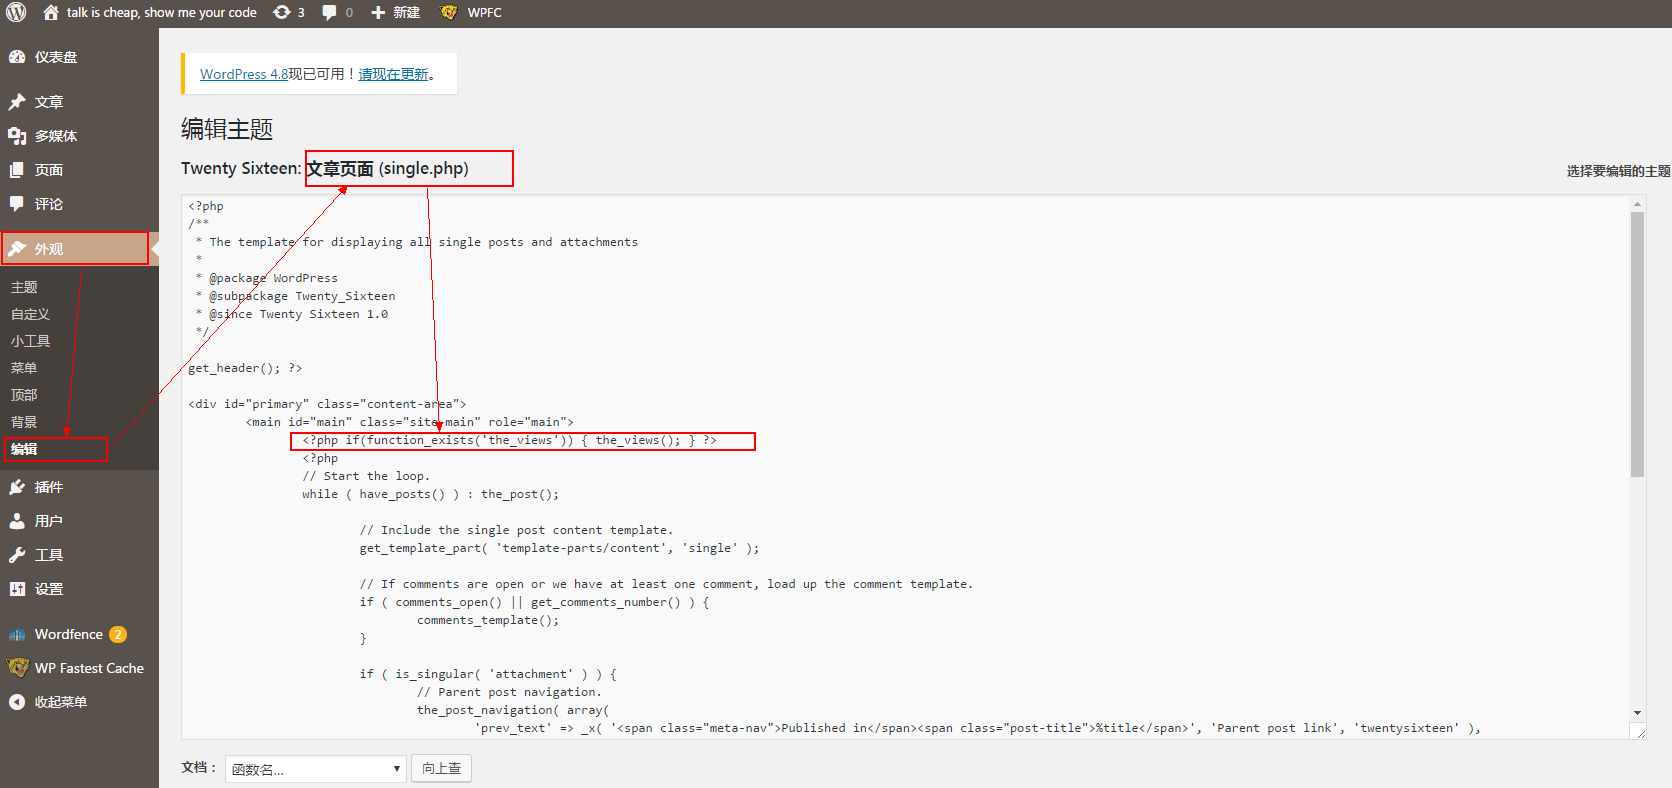 talk is cheap, show me your code 3 0 新建 WPFC
仪表盘
文章
多媒体
页面
评论
外观
主题
自定义
小工具
菜单
顶部
背景
编辑
插件
用户
工具
设置
Wordfence 2
WP Fastest Cache
收起菜单
WordPress 4.8现已可用！请现在更新。
编辑主题
Twenty Sixteen: 文章页面 (single.php)
选择要编辑的主题
<?php
/**
 * The template for displaying all single posts and attachments
 *
 * @package WordPress
 * @subpackage Twenty_Sixteen
 * @since Twenty Sixteen 1.0
 */
get_header(); ?>
<div id="primary" class="content-area">
<main id="main" class="site-main" role="main">
<?php if(function_exists('the_views')) { the_views(); } ?>
<?php
// Start the loop.
while ( have_posts() ) : the_post();
// Include the single post content template.
get_template_part( 'template-parts/content', 'single' );
// If comments are open or we have at least one comment, load up the comment template.
if ( comments_open() || get_comments_number() ) {
comments_template();
}
if ( is_singular( 'attachment' ) ) {
// Parent post navigation.
the_post_navigation( array(
'prev_text' => _x( '<span class="meta-nav">Published in</span><span class="post-title">%title</span>', 'Parent post link', 'twentysixteen' ),
文档： 函数名... 向上查